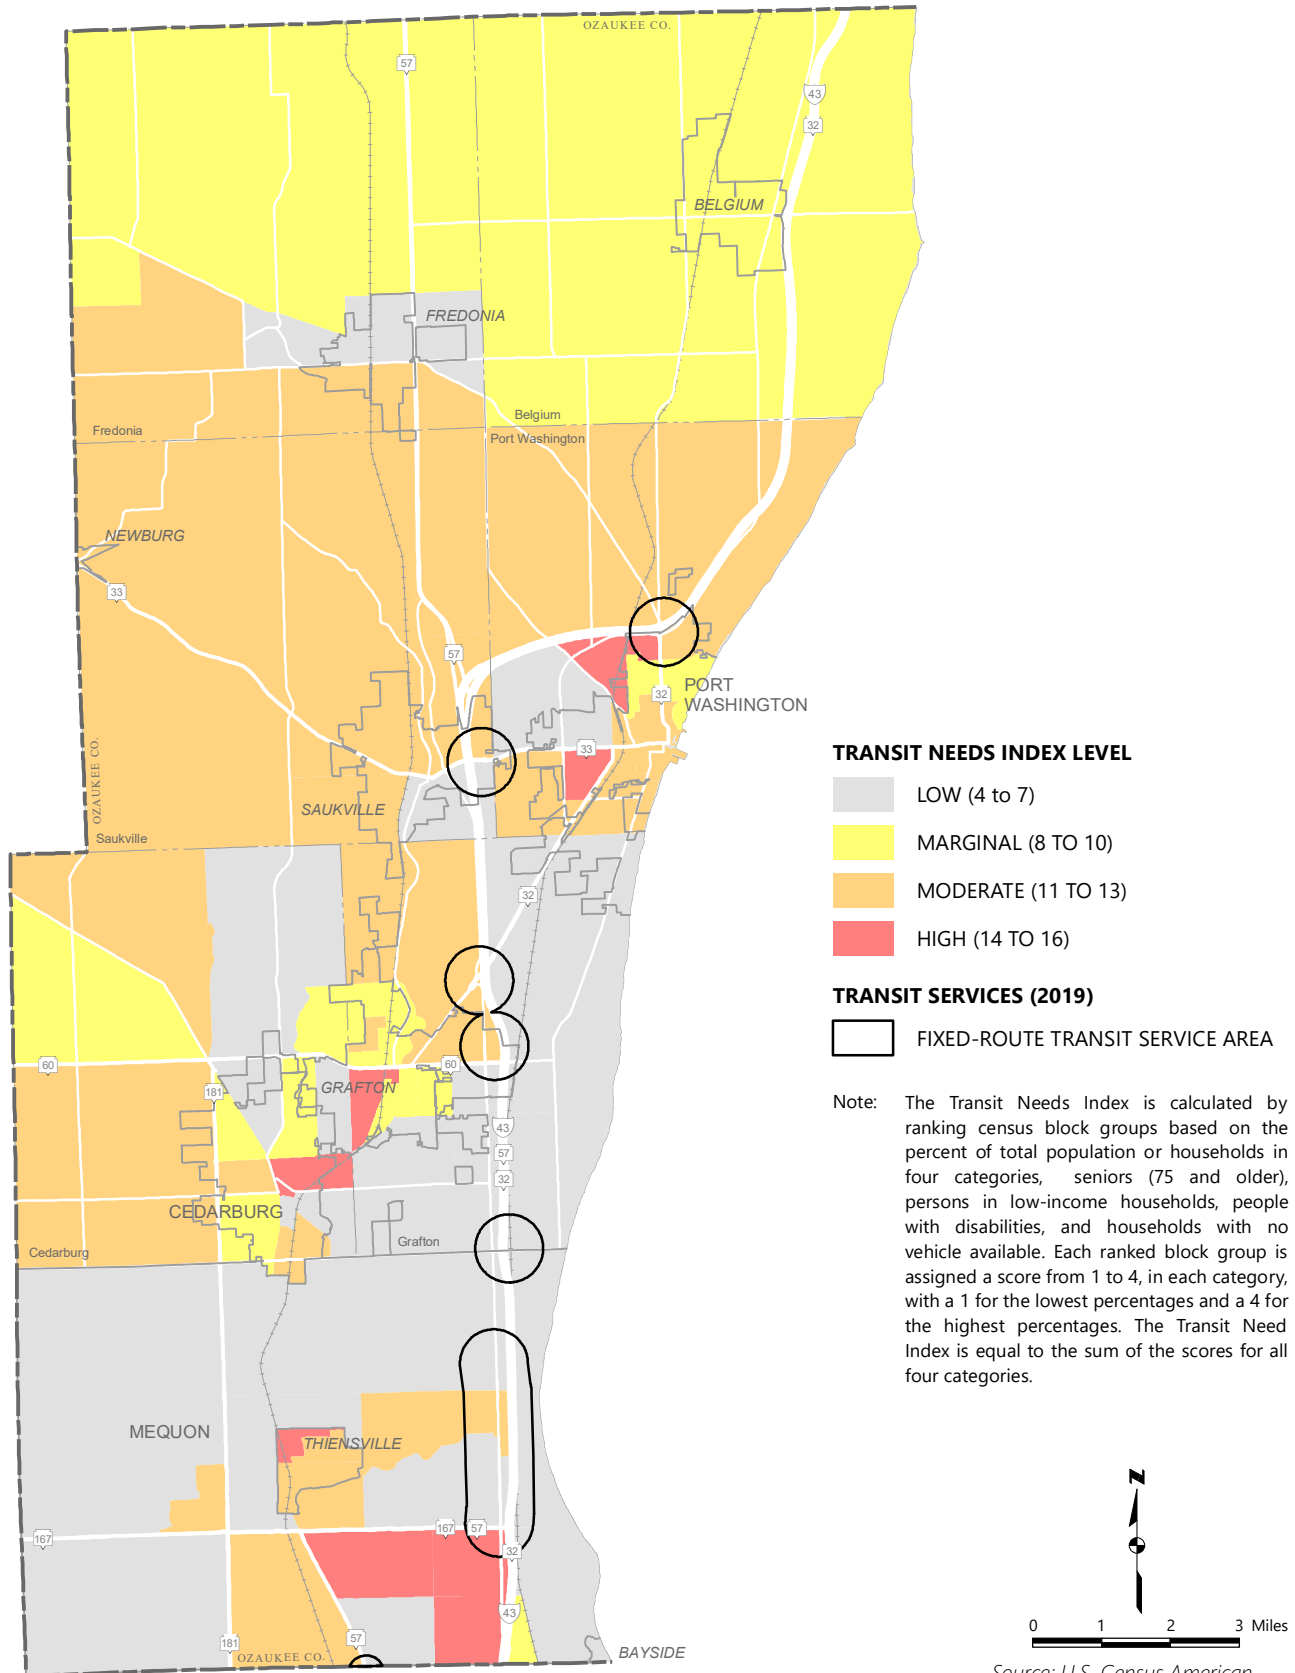 OZAUKEE CO.
57
43
32
BELGIUM
FREDONIA
Belgium
Fredonia
Port Washington
NEWBURG
33
57
PORT
WASHINGTON
32
33
OZAUKEE CO.
SAUKVILLE
Saukville
32
60
60
181
GRAFTON
43
57
32
CEDARBURG
Cedarburg
Grafton
MEQUON
THIENSVILLE
167
167
57
32
43
181
57
OZAUKEE CO.
BAYSIDE
TRANSIT NEEDS INDEX LEVEL
LOW (4 to 7)
MARGINAL (8 TO 10)
MODERATE (11 TO 13)
HIGH (14 TO 16)
TRANSIT SERVICES (2019)
FIXED-ROUTE TRANSIT SERVICE AREA
Note: The Transit Needs Index is calculated by
ranking census block groups based on the
percent of total population or households in
four categories, seniors (75 and older),
persons in low-income households, people
with disabilities, and households with no
vehicle available. Each ranked block group is
assigned a score from 1 to 4, in each category,
with a 1 for the lowest percentages and a 4 for
the highest percentages. The Transit Need
Index is equal to the sum of the scores for all
four categories.
N
0 1 2 3 Miles
Source: U.S. Census American